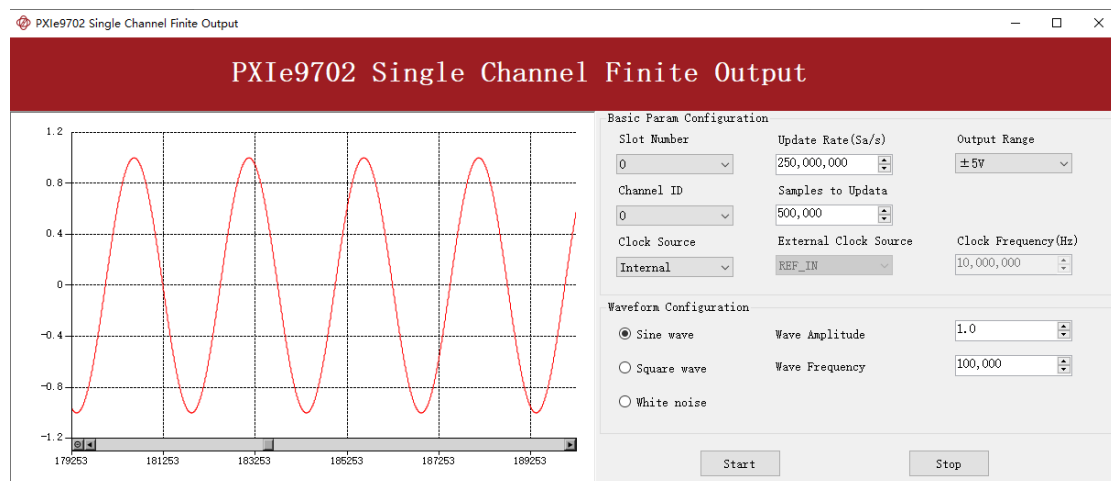 PXIe9702 Single Channel Finite Output
PXIe9702 Single Channel Finite Output
1.2
0.8
0.4
0
-0.4
-0.8
-1.2
179253 181253 183253 185253 187253 189253
Basic Param Configuration
Slot Number Update Rate(Sa/s) Output Range
0 250,000,000 ±5V
Channel ID Samples to Updata
0 500,000
Clock Source External Clock Source Clock Frequency(Hz)
Internal REF_IN 10,000,000
Waveform Configuration
Sine wave Wave Amplitude 1.0
Square wave Wave Frequency 100,000
White noise
Start Stop